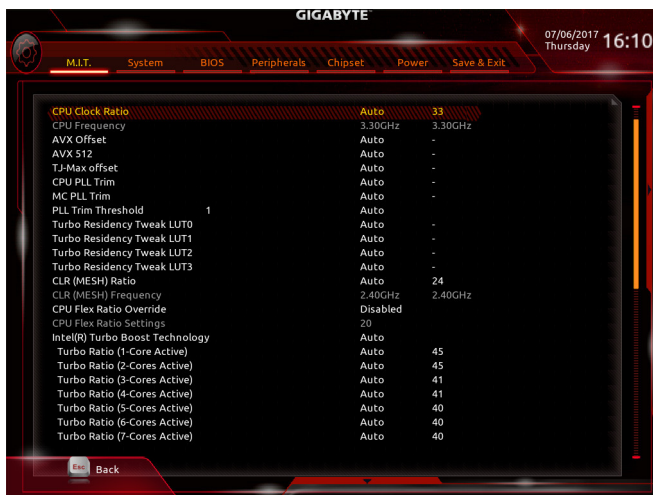 GIGABYTE™
07/06/2017 Thursday 16:10
M.I.T. System BIOS Peripherals Chipset Power Save & Exit
CPU Clock Ratio Auto 33
CPU Frequency 3.30GHz 3.30GHz
AVX Offset Auto -
AVX 512 Auto -
TJ-Max offset Auto -
CPU PLL Trim Auto -
MC PLL Trim Auto -
PLL Trim Threshold 1 Auto
Turbo Residency Tweak LUT0 Auto -
Turbo Residency Tweak LUT1 Auto -
Turbo Residency Tweak LUT2 Auto -
Turbo Residency Tweak LUT3 Auto -
CLR (MESH) Ratio Auto 24
CLR (MESH) Frequency 2.40GHz 2.40GHz
CPU Flex Ratio Override Disabled
CPU Flex Ratio Settings 20
Intel(R) Turbo Boost Technology Auto
Turbo Ratio (1-Core Active) Auto 45
Turbo Ratio (2-Cores Active) Auto 45
Turbo Ratio (3-Cores Active) Auto 41
Turbo Ratio (4-Cores Active) Auto 41
Turbo Ratio (5-Cores Active) Auto 40
Turbo Ratio (6-Cores Active) Auto 40
Turbo Ratio (7-Cores Active) Auto 40
Esc Back